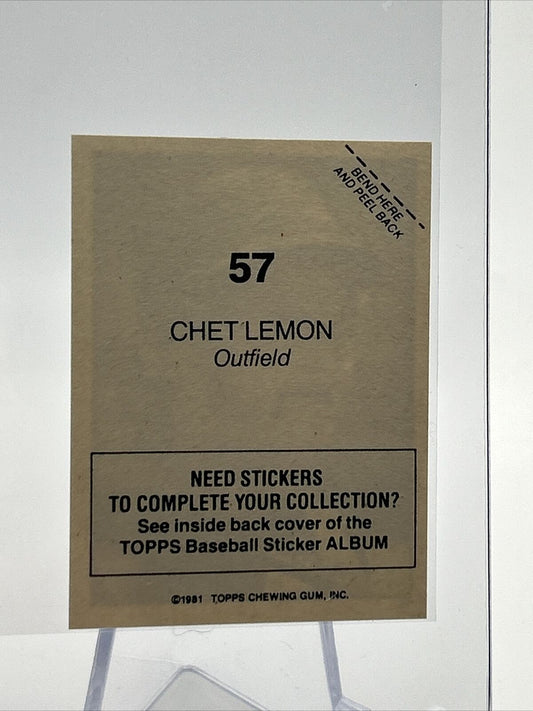 BEND HERE
AND PEEL BACK
57
CHET LEMON
Outfield
NEED STICKERS
TO COMPLETE YOUR COLLECTION?
See inside back cover of the
TOPPS Baseball Sticker ALBUM
©1981 TOPPS CHEWING GUM, INC.